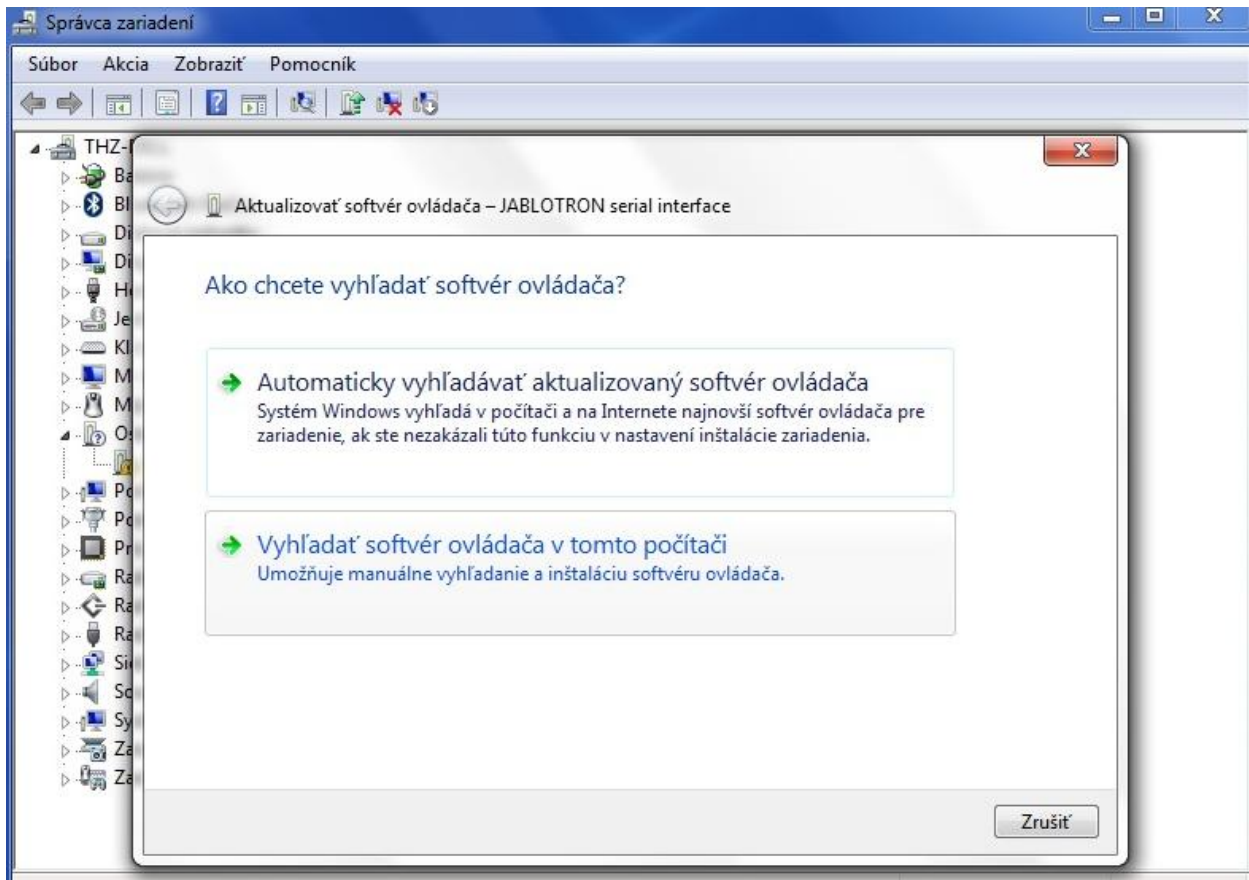 Správca zariadení
Súbor Akcia Zobraziť Pomocník
THZ-
Aktualizovať softvér ovládača – JABLOTRON serial interface
Ako chcete vyhľadať softvér ovládača?
Automaticky vyhľadávať aktualizovaný softvér ovládača
Systém Windows vyhľadá v počítači a na Internete najnovší softvér ovládača pre
zariadenie, ak ste nezakázali túto funkciu v nastavení inštalácie zariadenia.
Vyhľadať softvér ovládača v tomto počítači
Umožňuje manuálne vyhľadanie a inštaláciu softvéru ovládača.
Zrušiť